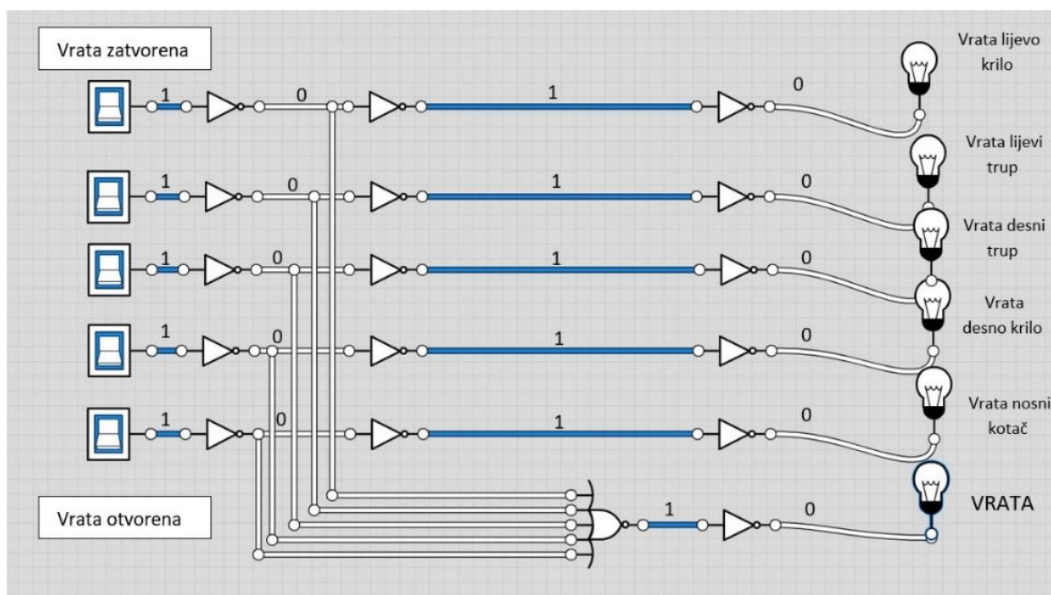 Vrata zatvorena
1
0
1
0
Vrata lijevo
krilo
1
0
1
0
Vrata lijevi
trup
1
0
1
0
Vrata desni
trup
1
0
1
0
Vrata
desno krilo
1
0
1
0
Vrata nosni
kotač
Vrata otvorena
1
0
VRATA